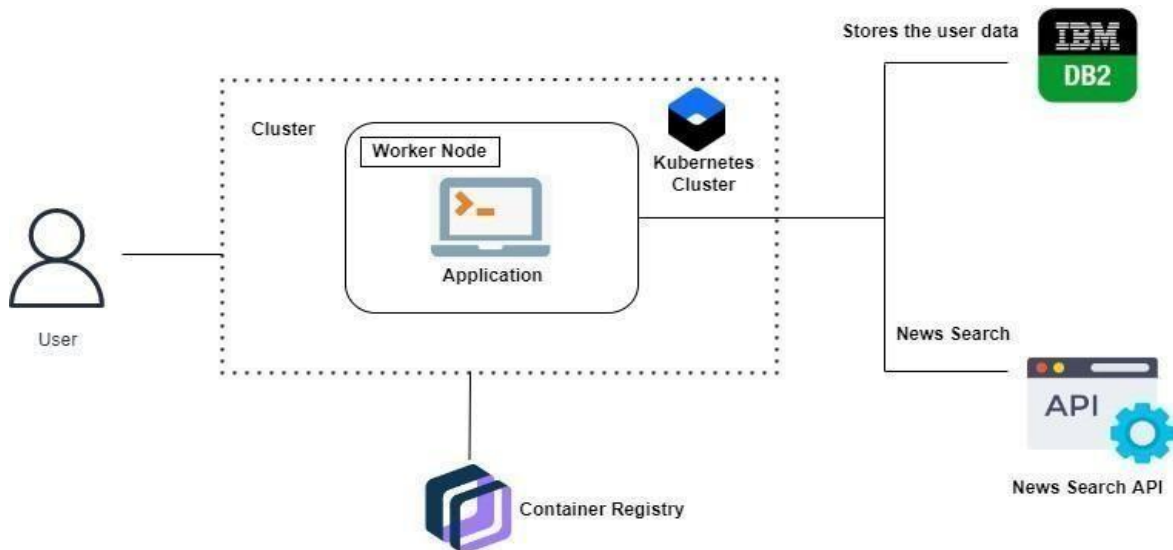 Stores the user data
IBM
DB2
Cluster
Worker Node
Kubernetes
Cluster
Application
User
News Search
API
News Search API
Container Registry